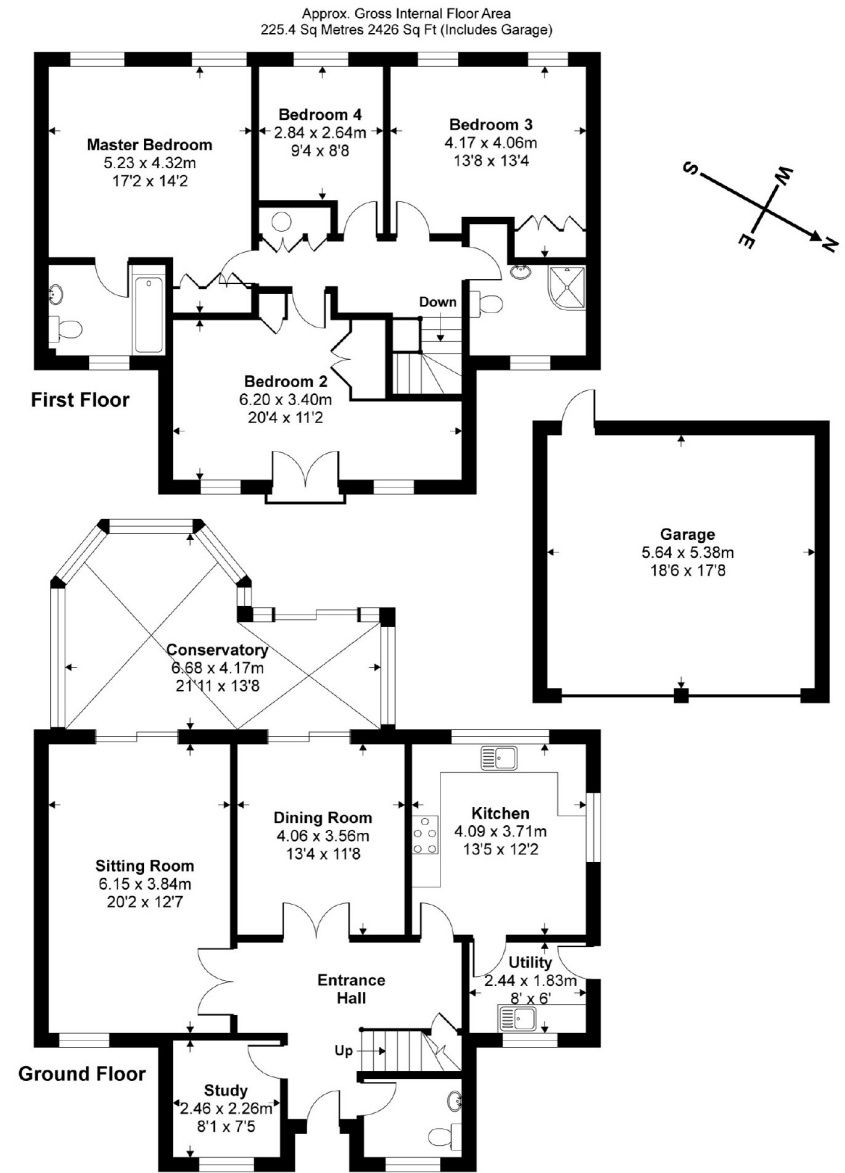 Approx. Gross Internal Floor Area
225.4 Sq Metres 2426 Sq Ft (Includes Garage)
Master Bedroom
5.23 x 4.32m
17'2 x 14'2
Bedroom 4
2.84 x 2.64m
9'4 x 8'8
Bedroom 3
4.17 x 4.06m
13'8 x 13'4
S
W
E
N
Down
Bedroom 2
6.20 x 3.40m
20'4 x 11'2
First Floor
Garage
5.64 x 5.38m
18'6 x 17'8
Conservatory
6.68 x 4.17m
21'11 x 13'8
Sitting Room
6.15 x 3.84m
20'2 x 12'7
Dining Room
4.06 x 3.56m
13'4 x 11'8
Kitchen
4.09 x 3.71m
13'5 x 12'2
Utility
2.44 x 1.83m
8' x 6'
Entrance
Hall
Up
Ground Floor
Study
2.46 x 2.26m
8'1 x 7'5